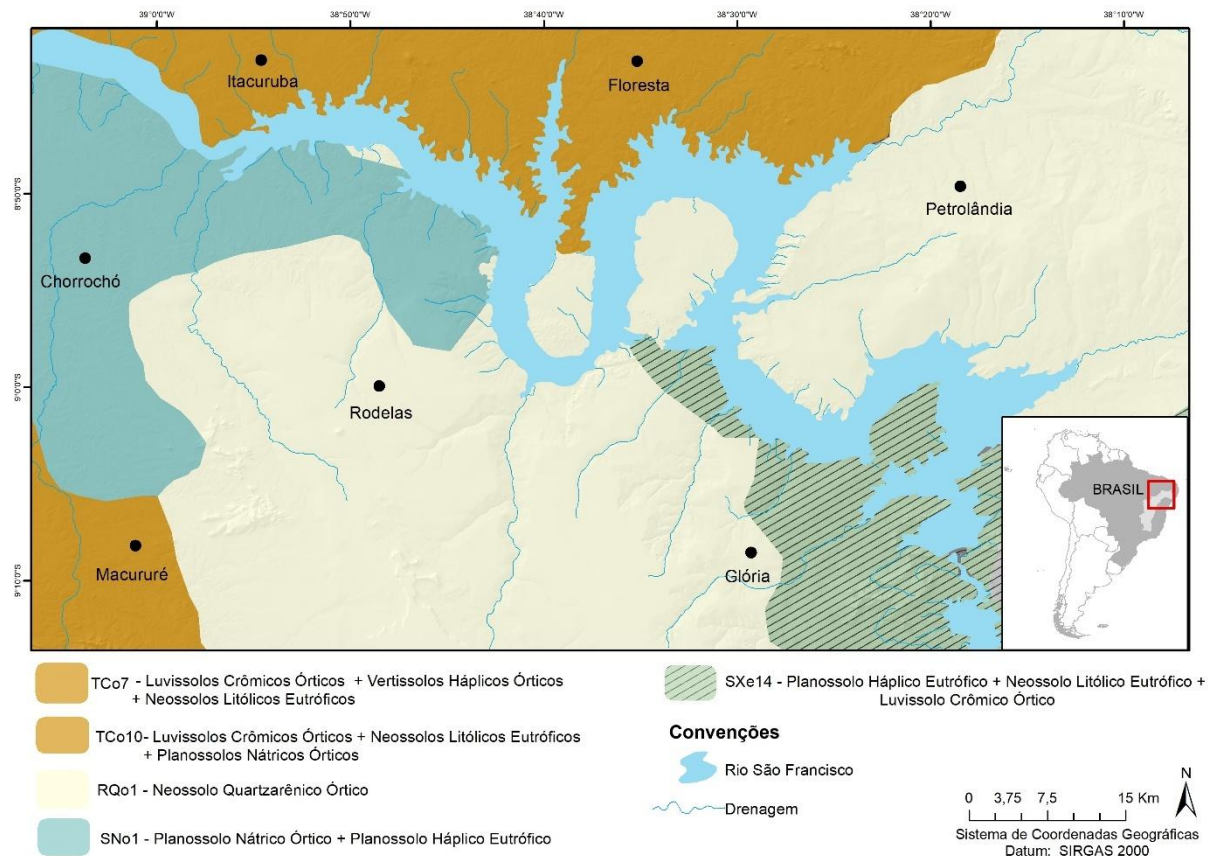 39°0'0"W 38°50'0"W 38°40'0"W 38°30'0"W 38°20'0"W 38°10'0"W
Itacuruba
Floresta
8°50'0"S
Petrolândia
Chorrochó
9°0'0"S
Rodelas
BRASIL
Macururé
Glória
9°10'0"S
TCo7 - Luvissolos Crômicos Órticos + Vertissolos Háplicos Órticos
+ Neossolos Litólicos Eutróficos
TCo10- Luvissolos Crômicos Órticos + Neossolos Litólicos Eutróficos
+ Planossolos Nátricos Órticos
RQo1 - Neossolo Quartzarênico Órtico
SNo1 - Planossolo Nátrico Órtico + Planossolo Háplico Eutrófico
SXe14 - Planossolo Háplico Eutrófico + Neossolo Litólico Eutrófico +
Luvissolo Crômico Órtico
Convenções
Rio São Francisco
Drenagem
N
0 3,75 7,5 15 Km
Sistema de Coordenadas Geográficas
Datum: SIRGAS 2000